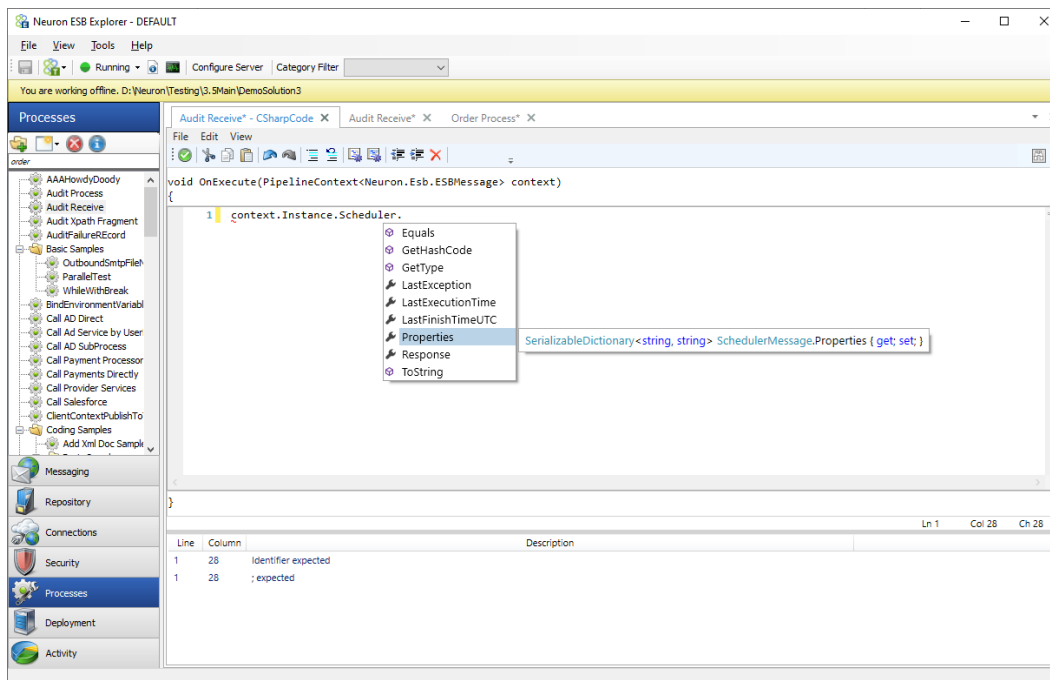 Neuron ESB Explorer - DEFAULT
File View Tools Help
Running Configure Server Category Filter
You are working offline. D:\Neuron\Testing\3.5Main\DemoSolution3
Processes
order
AAAHowdyDoody
Audit Process
Audit Receive
Audit Xpath Fragment
AuditFailureREcord
Basic Samples
OutboundSmtpFileN
ParallelTest
WhileWithBreak
BindEnvironmentVariabl
Call AD Direct
Call Ad Service by User
Call AD SubProcess
Call Payment Processor
Call Payments Directly
Call Provider Services
Call Salesforce
ClientContextPublishTo
Coding Samples
Add Xml Doc Sample
Messaging
Repository
Connections
Security
Processes
Deployment
Activity
Audit Receive* - CSharpCode X Audit Receive* X Order Process* X
File Edit View
void OnExecute(PipelineContext<Neuron.Esb.ESBMessage> context)
{
1 context.Instance.Scheduler.
Equals
GetHashCode
GetType
LastException
LastExecutionTime
LastFinishTimeUTC
Properties SerializableDictionary<string, string> SchedulerMessage.Properties { get; set; }
Response
ToString
}
Ln 1 Col 28 Ch 28
Line Column Description
1 28 Identifier expected
1 28 ; expected